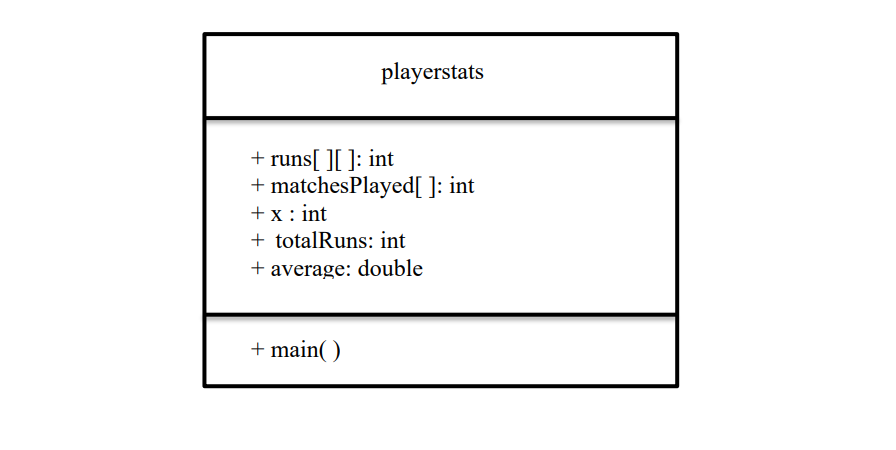 playerstats
+ runs[ ][ ]: int
+ matchesPlayed[ ]: int
+ x : int
+ totalRuns: int
+ average: double
+ main( )